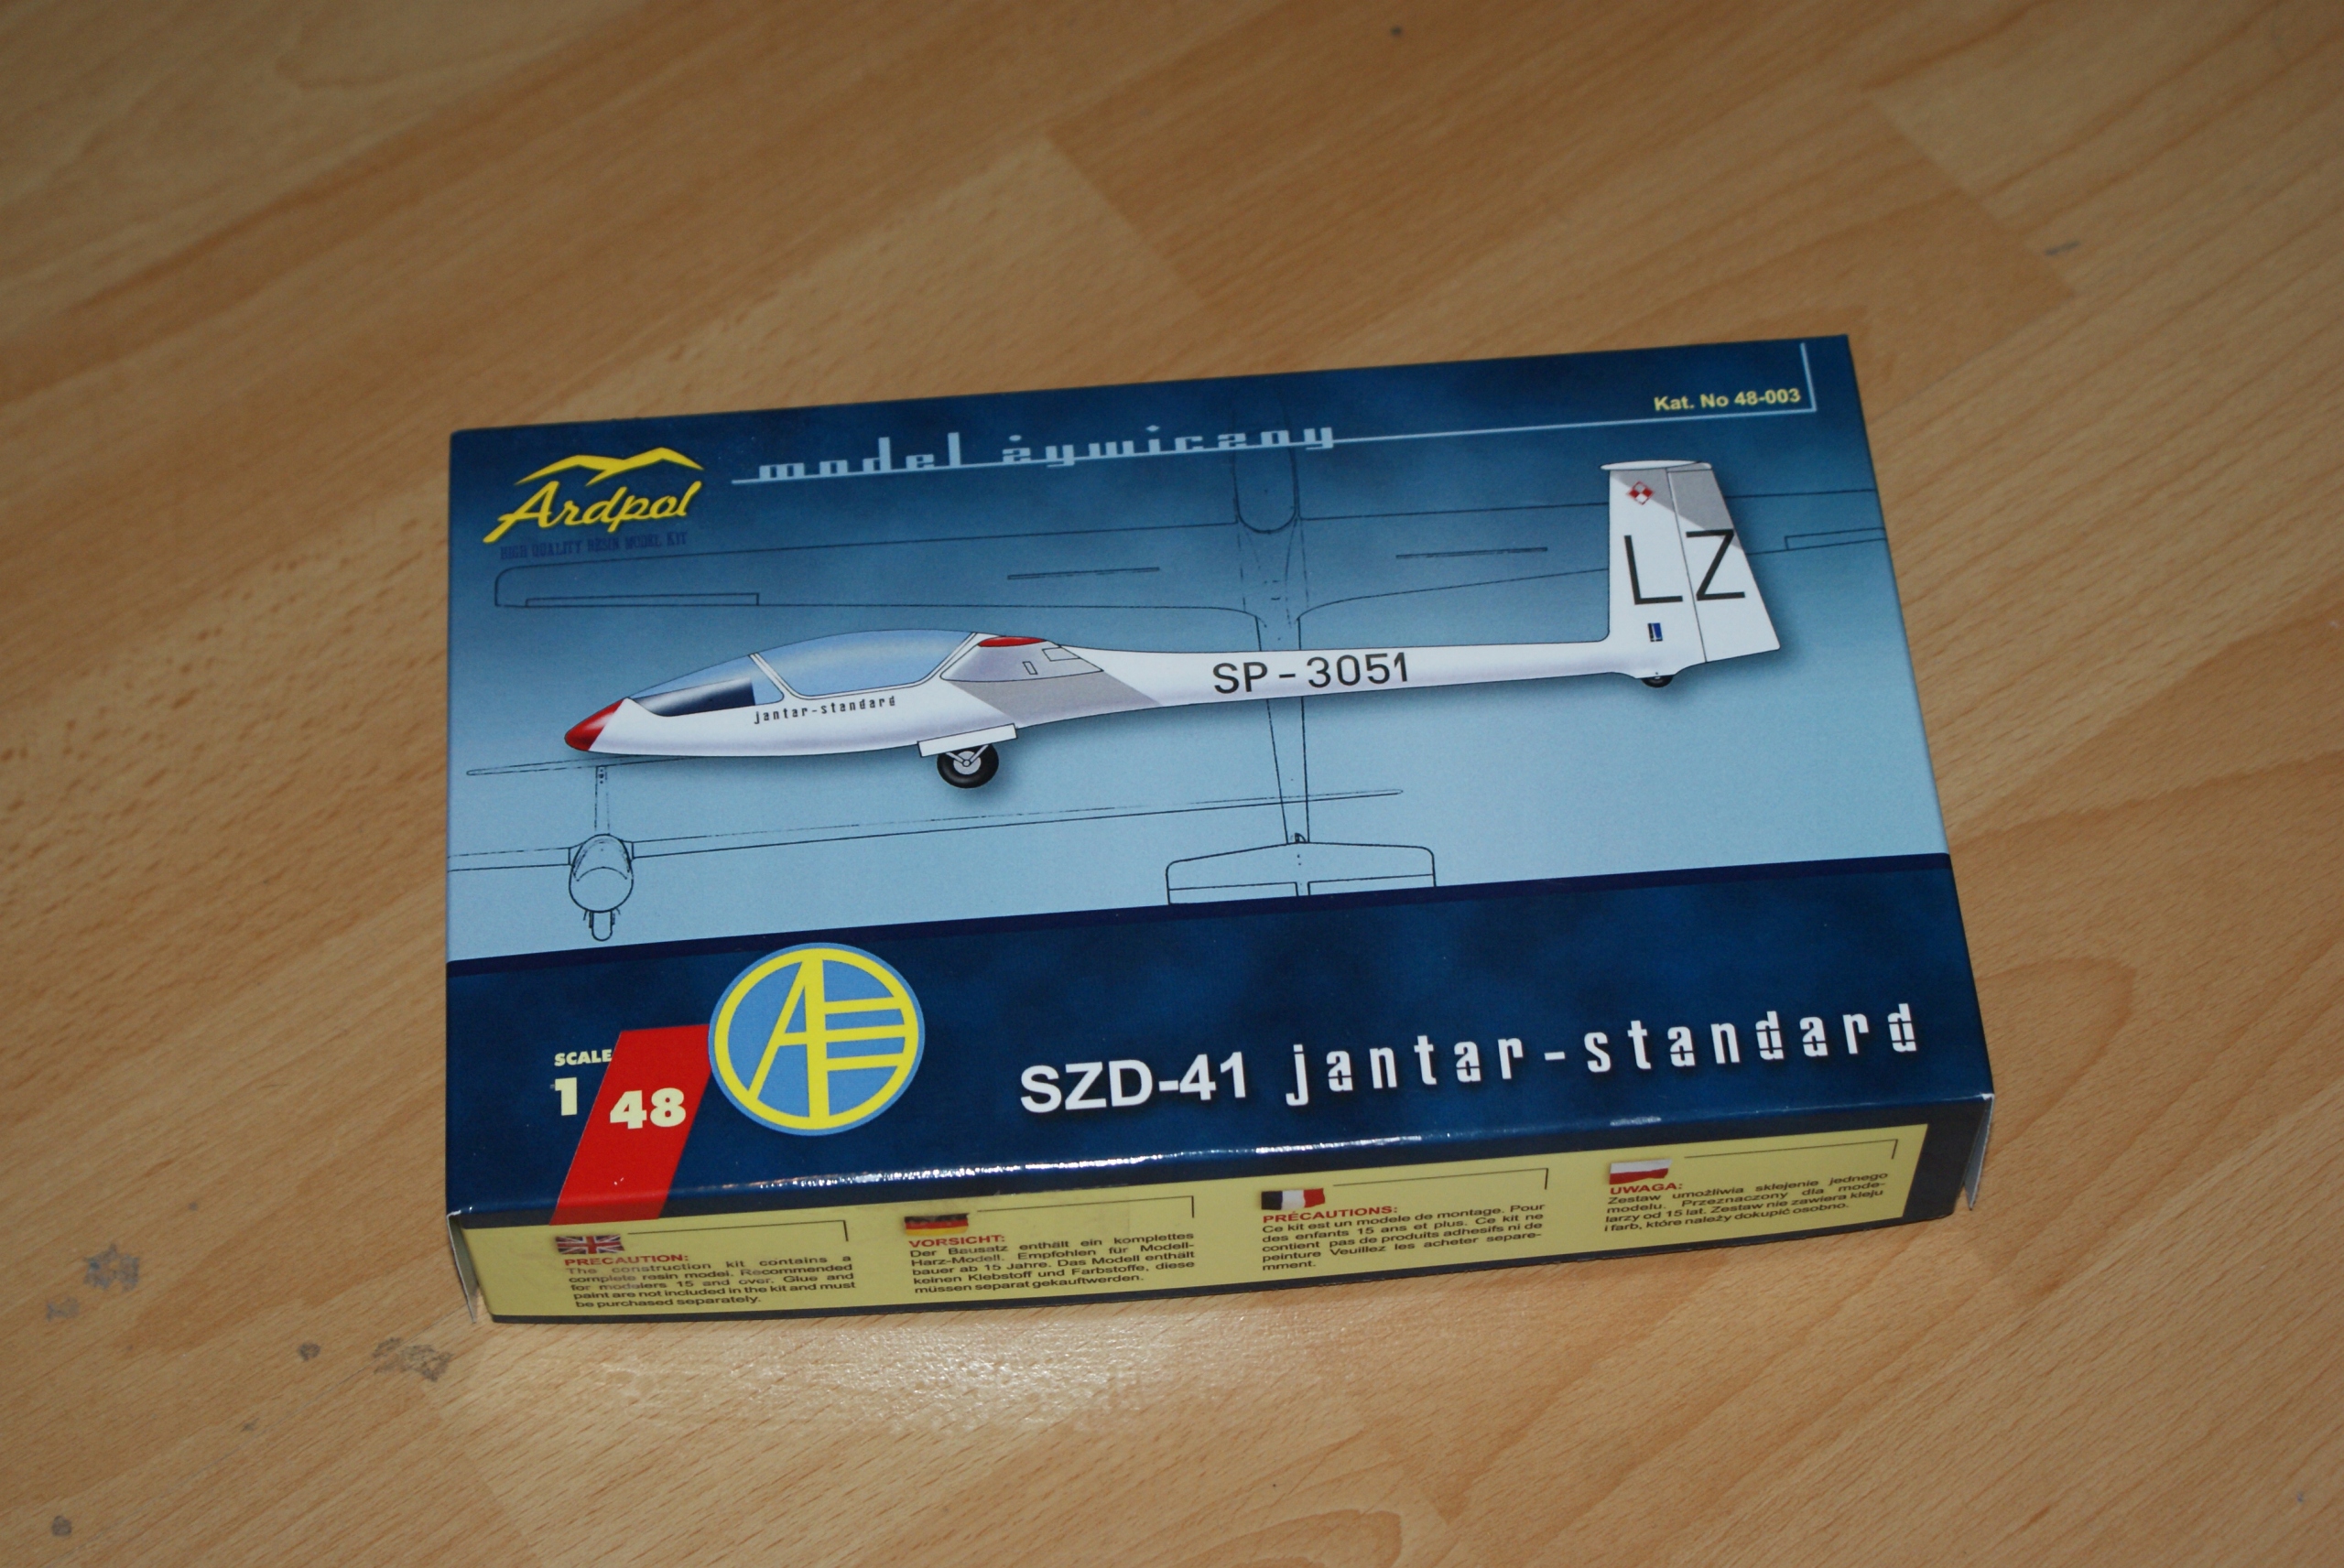 Kat. No 48-003
model żywiczny
Ardpol
HIGH QUALITY RESIN MODEL KIT
LZ
SP-3051
jantar-standard
SCALE
1
48
SZD-41 jantar-standard
PRECAUTION:
The construction kit contains a
complete resin model. Recommended
for modelers 15 and over. Glue and
paint are not included in the kit and must
be purchased separately.
VORSICHT:
Der Bausatz enthält ein komplettes
Harz-Modell. Empfohlen für Modell-
bauer ab 15 Jahre. Das Modell enthält
keinen Klebstoff und Farbstoffe, diese
müssen separat gekauftwerden.
PRÉCAUTIONS:
Ce kit est un modele de montage. Pour
des enfants 15 ans et plus. Ce kit ne
contient pas de produits adhesifs ni de
peinture Veuillez les acheter separe-
mment.
UWAGA:
Zestaw umożliwia sklejenie jednego
modelu. Przeznaczony dla mode-
larzy od 15 lat. Zestaw nie zawiera kleju
i farb, które należy dokupić osobno.